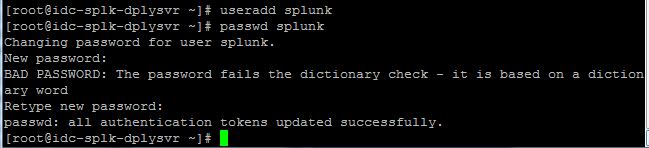 [root@idc-splk-dplysvr ~]# useradd splunk
[root@idc-splk-dplysvr ~]# passwd splunk
Changing password for user splunk.
New password:
BAD PASSWORD: The password fails the dictionary check - it is based on a diction
ary word
Retype new password:
passwd: all authentication tokens updated successfully.
[root@idc-splk-dplysvr ~]#